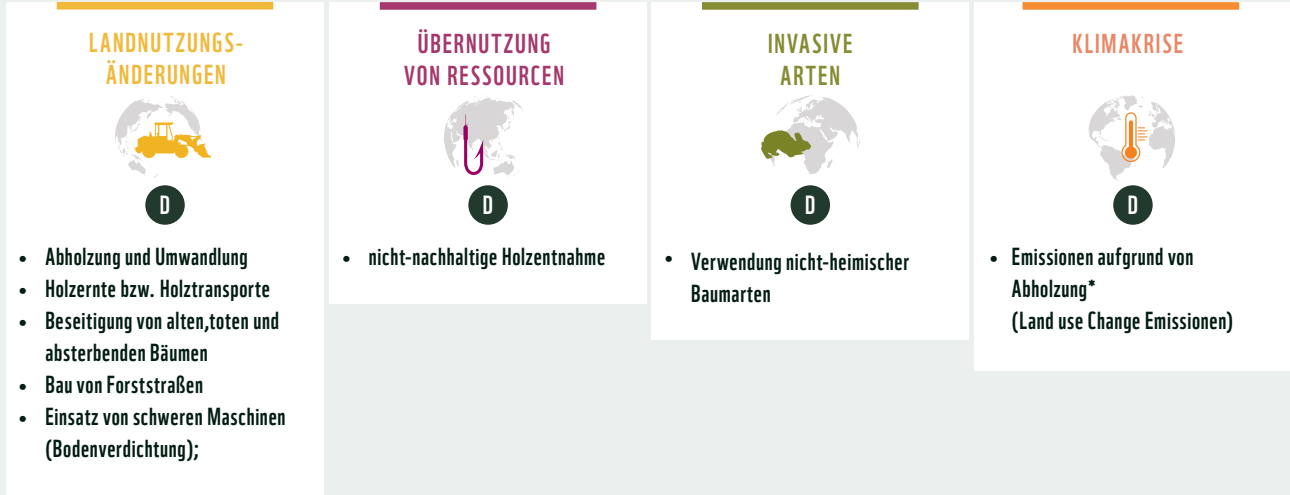 LANDNUTZUNGS-
ÄNDERUNGEN
D
• Abholzung und Umwandlung
• Holzernte bzw. Holztransporte
• Beseitigung von alten,toten und
absterbenden Bäumen
• Bau von Forststraßen
• Einsatz von schweren Maschinen
(Bodenverdichtung);
ÜBERNUTZUNG
VON RESSOURCEN
D
• nicht-nachhaltige Holzentnahme
INVASIVE
ARTEN
D
• Verwendung nicht-heimischer
Baumarten
KLIMAKRISE
D
• Emissionen aufgrund von
Abholzung*
(Land use Change Emissionen)